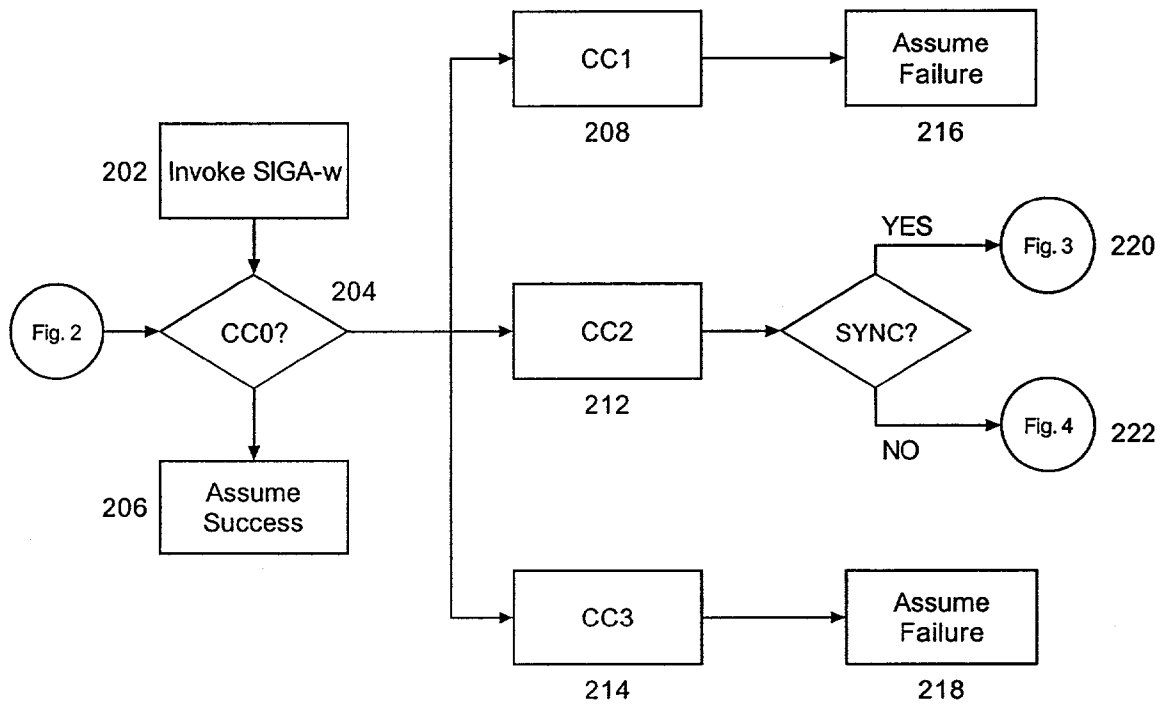 CC1
208
Assume
Failure
216
202
Invoke SIGA-w
Fig. 2
CC0?
204
206
Assume
Success
CC2
212
SYNC?
YES
Fig. 3
220
NO
Fig. 4
222
CC3
214
Assume
Failure
218